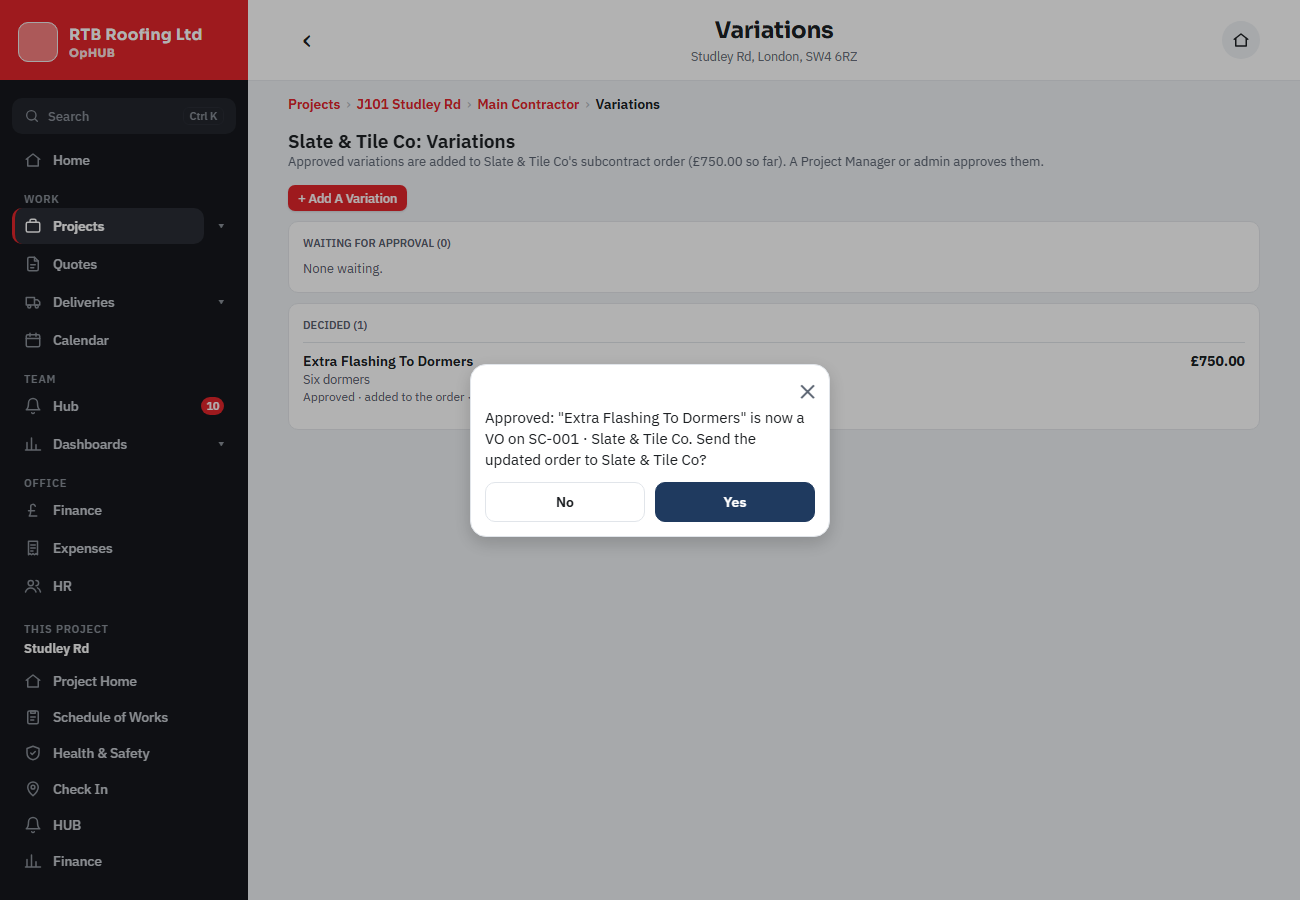 RTB Roofing Ltd
OpHUB
Search
Ctrl K
Home
WORK
Projects
Quotes
Deliveries
Calendar
TEAM
Hub
10
Dashboards
OFFICE
Finance
Expenses
HR
THIS PROJECT
Studley Rd
Project Home
Schedule of Works
Health & Safety
Check In
HUB
Finance
Variations
Studley Rd, London, SW4 6RZ
Projects › J101 Studley Rd › Main Contractor › Variations
Slate & Tile Co: Variations
Approved variations are added to Slate & Tile Co's subcontract order (£750.00 so far). A Project Manager or admin approves them.
+ Add A Variation
WAITING FOR APPROVAL (0)
None waiting.
DECIDED (1)
Extra Flashing To Dormers
£750.00
Six dormers
Approved · added to the order ·
Approved: "Extra Flashing To Dormers" is now a
VO on SC-001 · Slate & Tile Co. Send the
updated order to Slate & Tile Co?
No
Yes